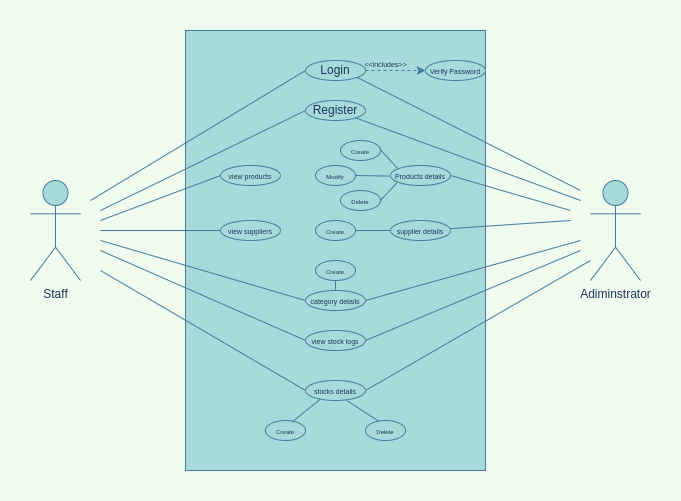 Login
<<includes>>
Verify Password
Register
Create
view products
Modify
Products details
Delete
view suppliers
Create
supplier details
Create
Staff
Adiminstrator
category details
view stock logs
stocks details
Create
Delete